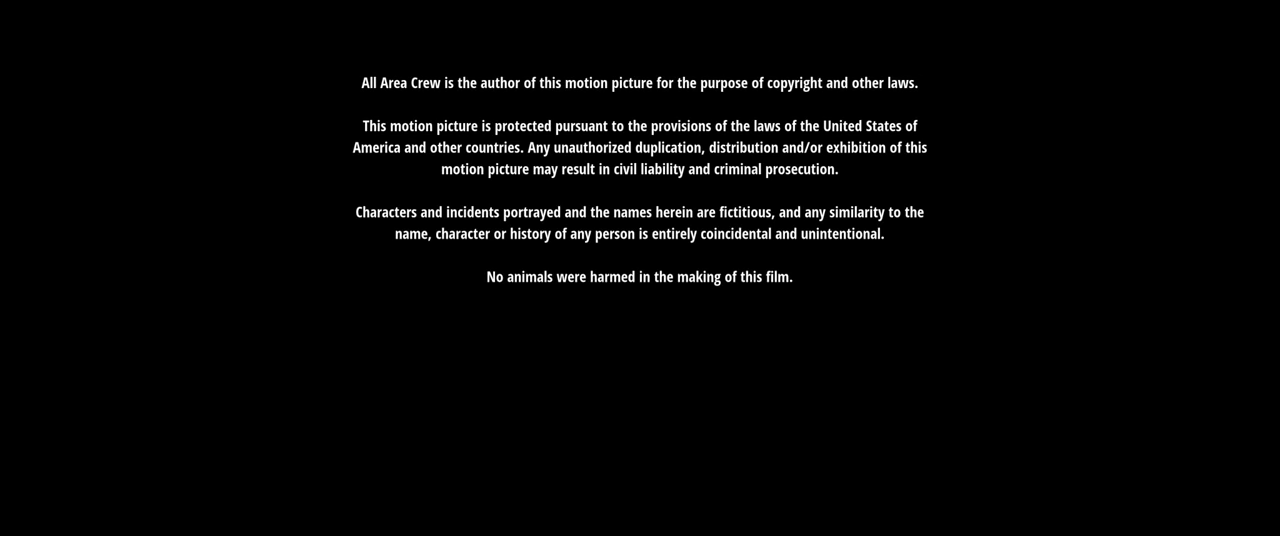 All Area Crew is the author of this motion picture for the purpose of copyright and other laws.
This motion picture is protected pursuant to the provisions of the laws of the United States of
America and other countries. Any unauthorized duplication, distribution and/or exhibition of this
motion picture may result in civil liability and criminal prosecution.
Characters and incidents portrayed and the names herein are fictitious, and any similarity to the
name, character or history of any person is entirely coincidental and unintentional.
No animals were harmed in the making of this film.